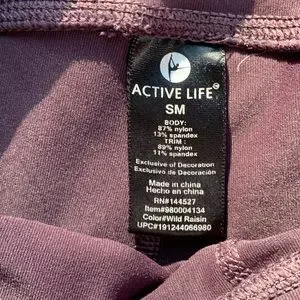 ACTIVE LIFE
SM
BODY:
87% nylon
13% spandex
TRIM :
89% nylon
11% spandex
Exclusive of Decoration
Exclusivo de Decoración
Made in china
Hecho en china
RN#144527
Item#980004134
Color#Wild Raisin
UPC#191244066980